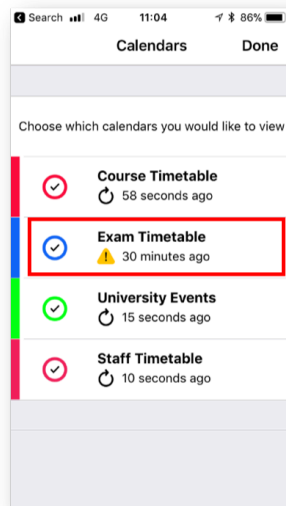 Search 4G 11:04 86%
Calendars Done
Choose which calendars you would like to view
Course Timetable
58 seconds ago
Exam Timetable
30 minutes ago
University Events
15 seconds ago
Staff Timetable
10 seconds ago